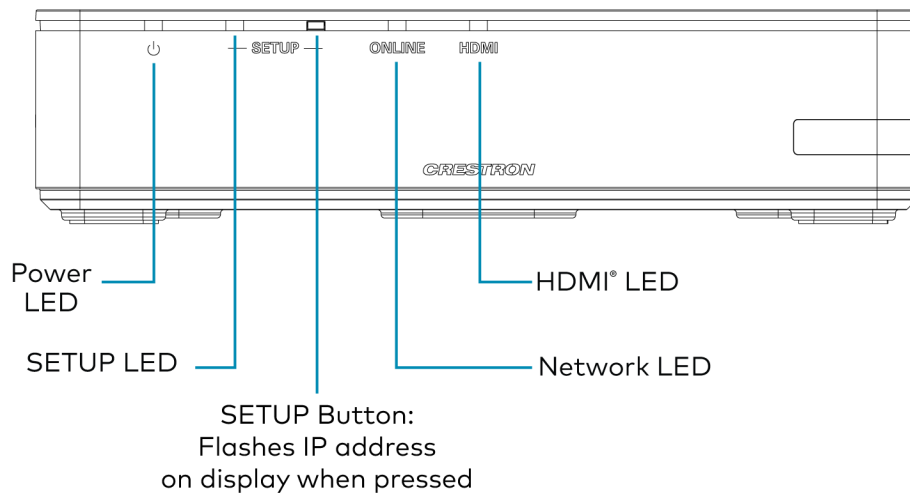 SETUP
ONLINE
HDMI
CRESTRON
Power
LED
HDMI® LED
SETUP LED
Network LED
SETUP Button:
Flashes IP address
on display when pressed